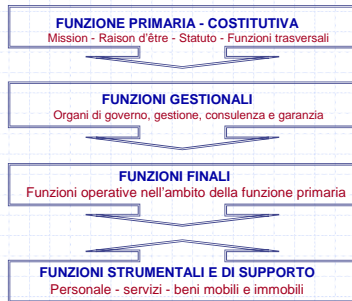 FUNZIONE PRIMARIA - COSTITUTIVA
Mission - Raison d'être - Statuto - Funzioni trasversali
FUNZIONI GESTIONALI
Organi di governo, gestione, consulenza e garanzia
FUNZIONI FINALI
Funzioni operative nell'ambito della funzione primaria
FUNZIONI STRUMENTALI E DI SUPPORTO
Personale - servizi - beni mobili e immobili